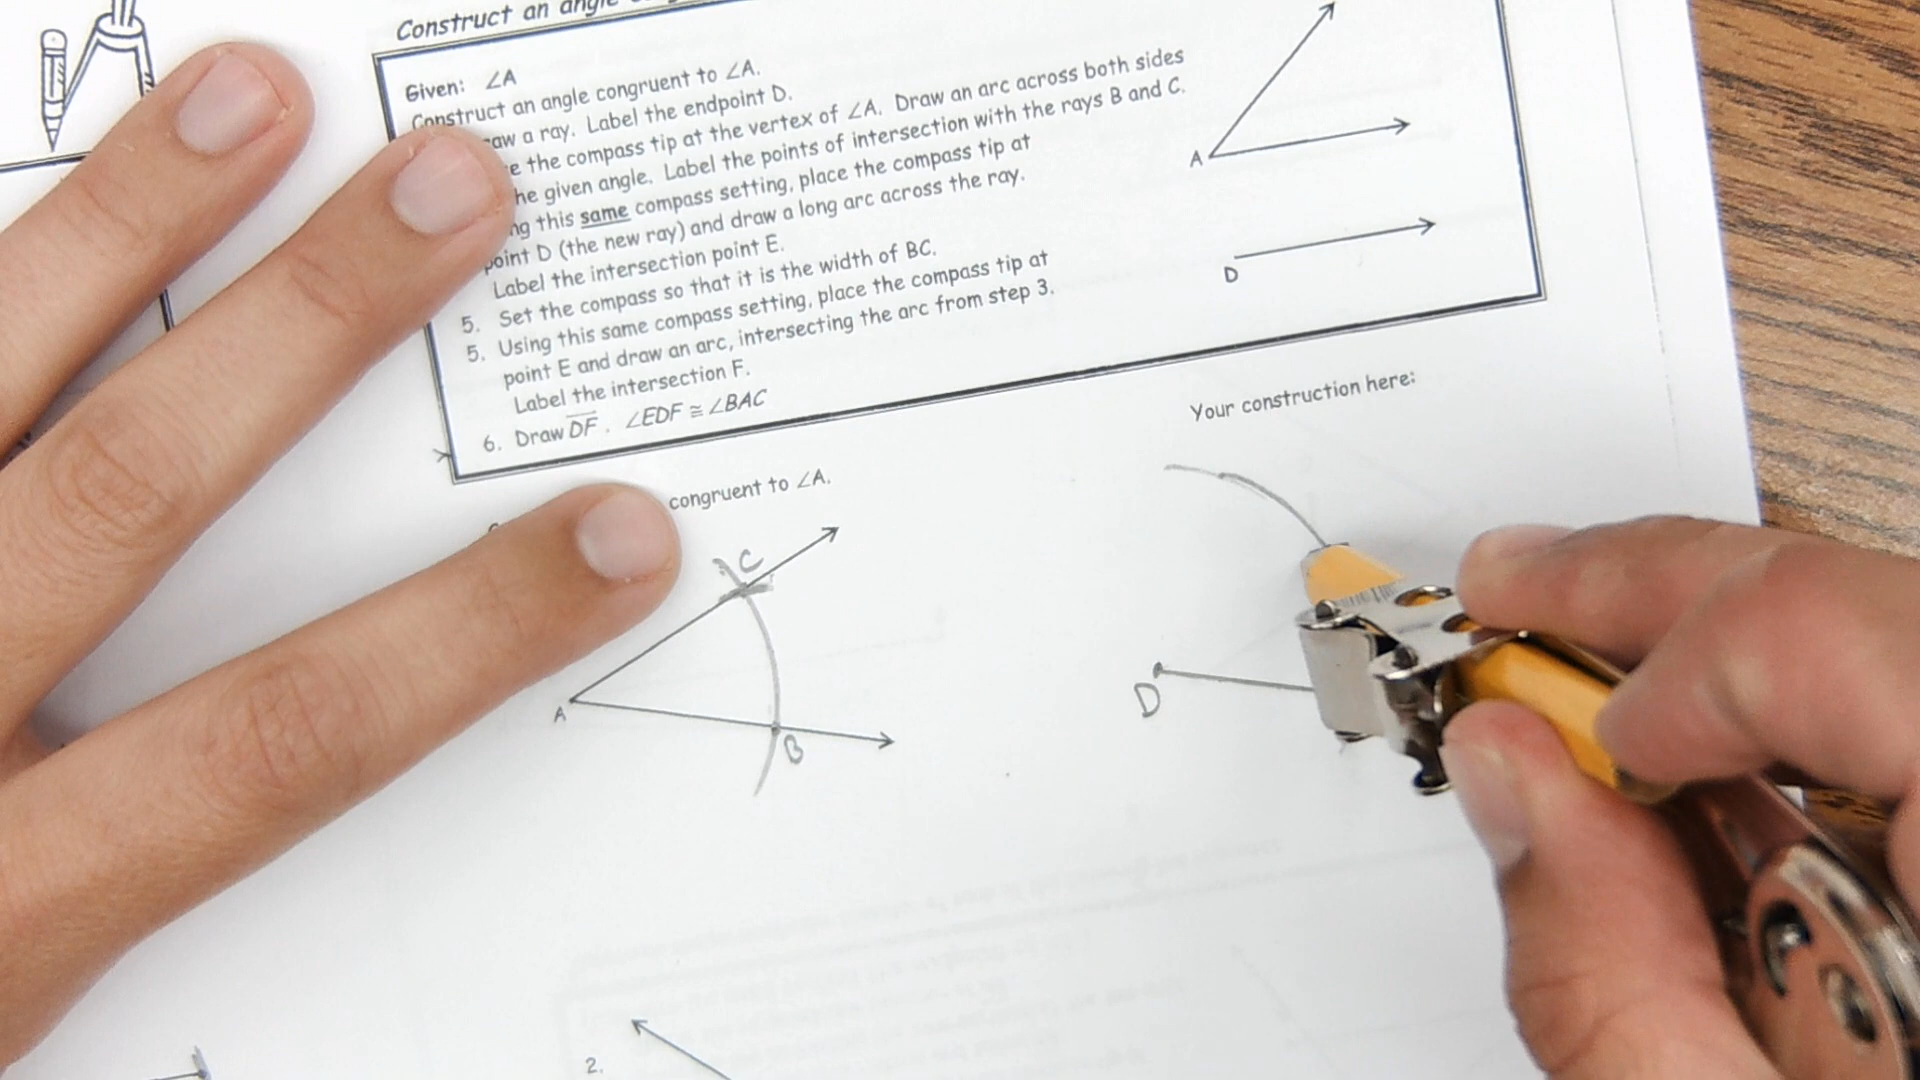 Construct an angle
Given: ∠A
Construct an angle congruent to ∠A.
a ray. Label the endpoint D.
the compass tip at the vertex of ∠A. Draw an arc across both sides
given angle. Label the points of intersection with the rays B and C.
this same compass setting, place the compass tip at
point D (the new ray) and draw a long arc across the ray.
Label the intersection point E.
5. Set the compass so that it is the width of BC.
5. Using this same compass setting, place the compass tip at
point E and draw an arc, intersecting the arc from step 3.
Label the intersection F.
6. Draw DF. ∠EDF ≅ ∠BAC
A
D
Your construction here:
congruent to ∠A.
C
A
B
D
2.